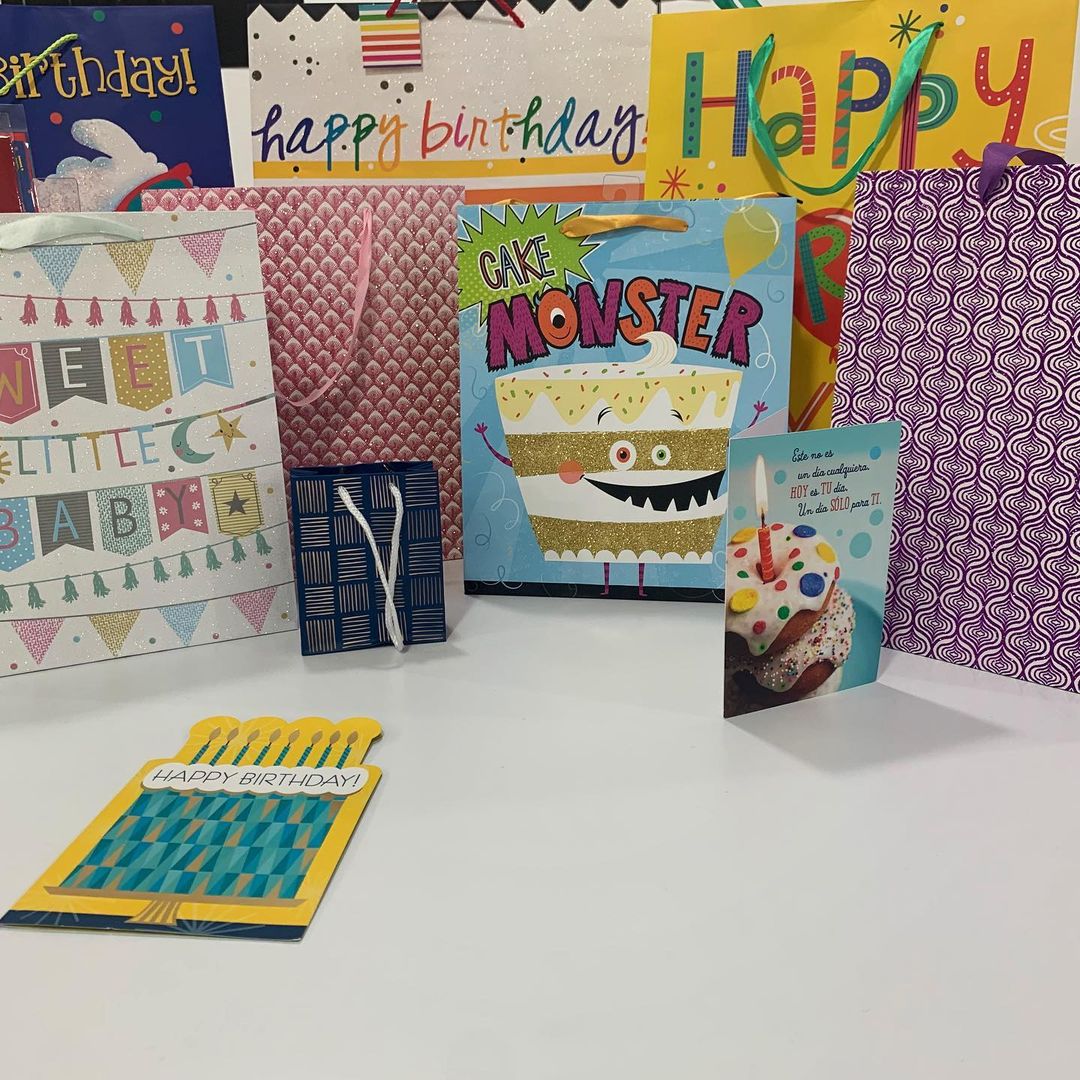 Birthday!
happy birthday!
HAPPY
CAKE
MONSTER
SWEET
LITTLE
BABY
Este no es
un día cualquiera.
HOY es TU día.
Un día SÓLO para TI.
HAPPY BIRTHDAY!